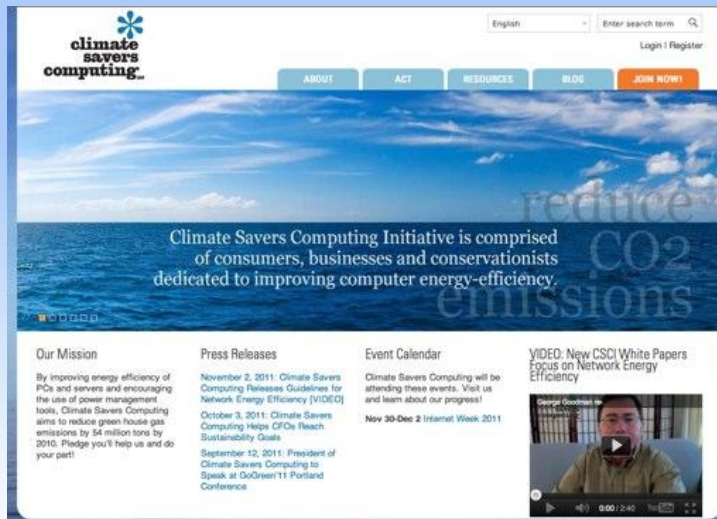 climate
savers
computing
English
Enter search term
Login | Register
ABOUT
ACT
RESOURCES
BLOG
JOIN NOW!
reduce
CO2
emissions
Climate Savers Computing Initiative is comprised
of consumers, businesses and conservationists
dedicated to improving computer energy-efficiency.
Our Mission
By improving energy efficiency of
PCs and servers and encouraging
the use of power management
tools, Climate Savers Computing
aims to reduce green house gas
emissions by 54 million tons by
2010. Pledge you'll help us and do
your part!
Press Releases
November 2, 2011: Climate Savers
Computing Releases Guidelines for
Network Energy Efficiency [VIDEO]
October 3, 2011: Climate Savers
Computing Helps CFOs Reach
Sustainability Goals
September 12, 2011: President of
Climate Savers Computing to
Speak at GoGreen'11 Portland
Conference
Event Calendar
Climate Savers Computing will be
attending these events. Visit us
and learn about our progress!
Nov 30-Dec 2 Internet Week 2011
VIDEO: New CSCI White Papers
Focus on Network Energy
Efficiency
George Goodman
0:00 / 2:40